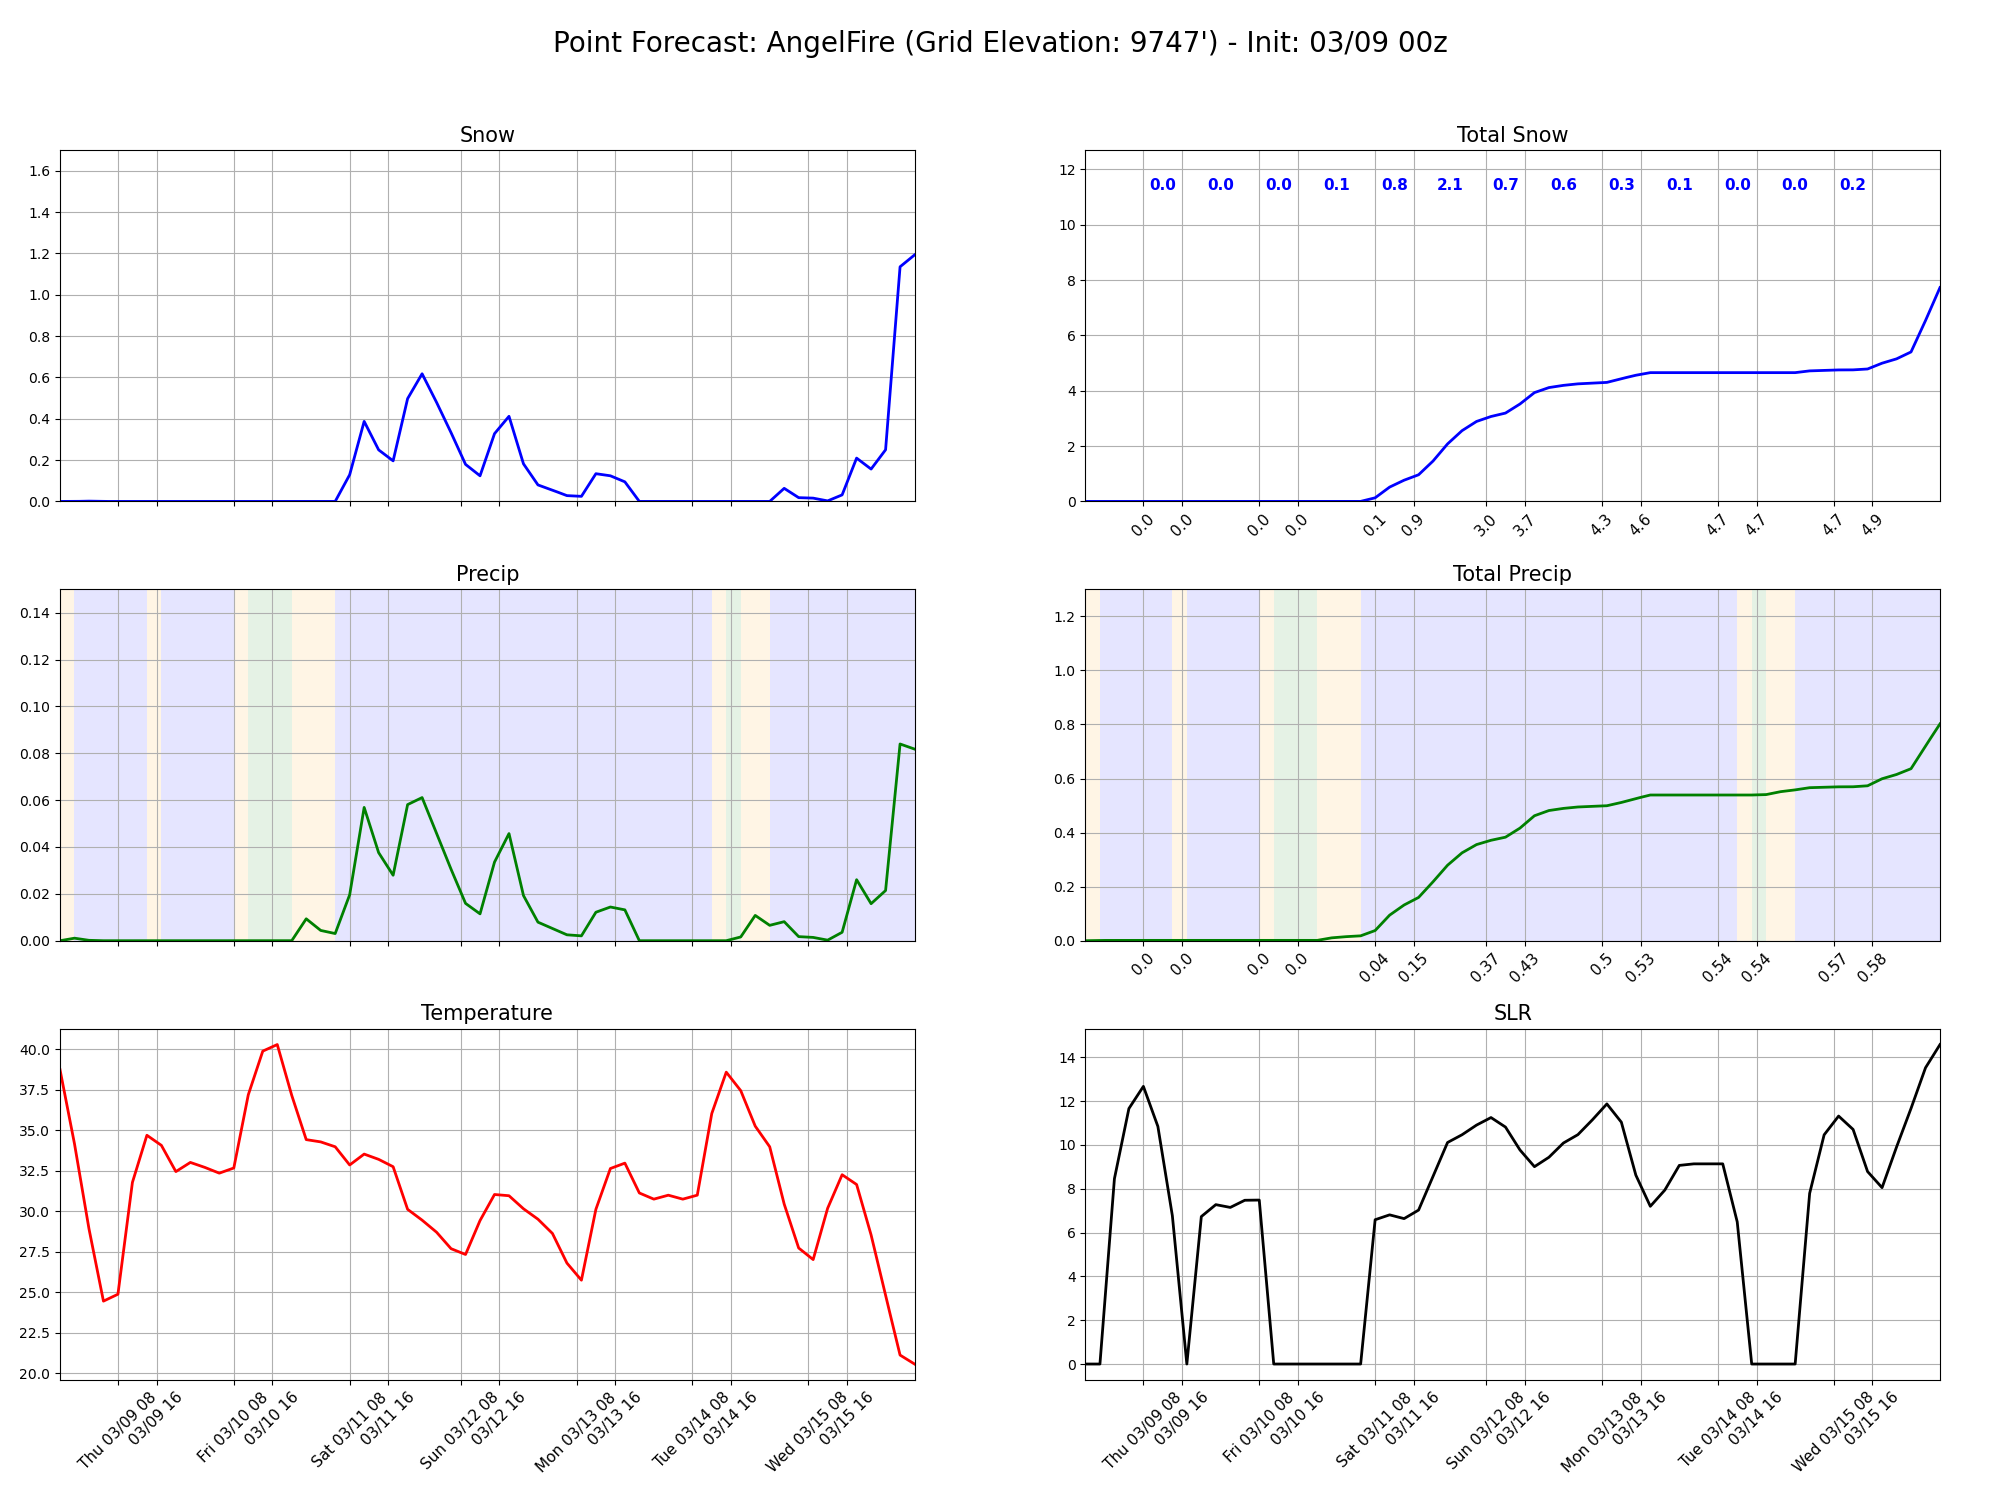 Point Forecast: AngelFire (Grid Elevation: 9747') - Init: 03/09 00z
Snow
1.6
1.4
1.2
1.0
0.8
0.6
0.4
0.2
0.0
Total Snow
12
10
8
6
4
2
0
0.0 0.0 0.0 0.1 0.8 2.1 0.7 0.6 0.3 0.1 0.0 0.0 0.2
0.0 0.0 0.0 0.0 0.1 0.9 3.0 3.7 4.3 4.6 4.7 4.7 4.7 4.9
Precip
0.14
0.12
0.10
0.08
0.06
0.04
0.02
0.00
Total Precip
1.2
1.0
0.8
0.6
0.4
0.2
0.0
0.0 0.0 0.0 0.0 0.04 0.15 0.37 0.43 0.5 0.53 0.54 0.54 0.57 0.58
Temperature
40.0
37.5
35.0
32.5
30.0
27.5
25.0
22.5
20.0
Thu 03/09 08
03/09 16
Fri 03/10 08
03/10 16
Sat 03/11 08
03/11 16
Sun 03/12 08
03/12 16
Mon 03/13 08
03/13 16
Tue 03/14 08
03/14 16
Wed 03/15 08
03/15 16
SLR
14
12
10
8
6
4
2
0
Thu 03/09 08
03/09 16
Fri 03/10 08
03/10 16
Sat 03/11 08
03/11 16
Sun 03/12 08
03/12 16
Mon 03/13 08
03/13 16
Tue 03/14 08
03/14 16
Wed 03/15 08
03/15 16